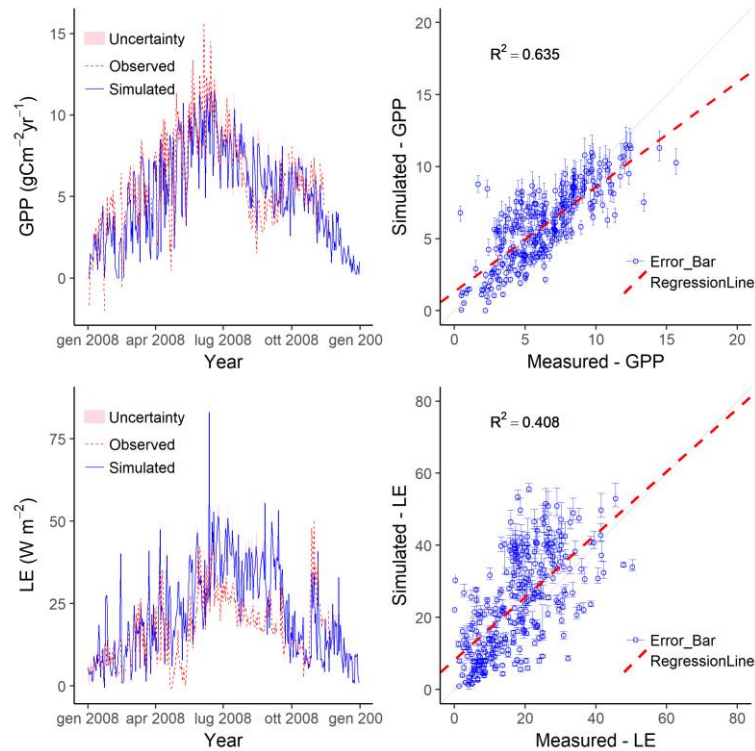 Uncertainty
Observed
Simulated
15
10
5
0
GPP (gCm⁻²yr⁻¹)
gen 2008 apr 2008 lug 2008 ott 2008 gen 200
Year
R² = 0.635
20
15
10
5
0
Simulated - GPP
Error_Bar
RegressionLine
0 5 10 15 20
Measured - GPP
Uncertainty
Observed
Simulated
75
50
25
0
LE (W m⁻²)
gen 2008 apr 2008 lug 2008 ott 2008 gen 200
Year
R² = 0.408
80
60
40
20
0
Simulated - LE
Error_Bar
RegressionLine
0 20 40 60 80
Measured - LE